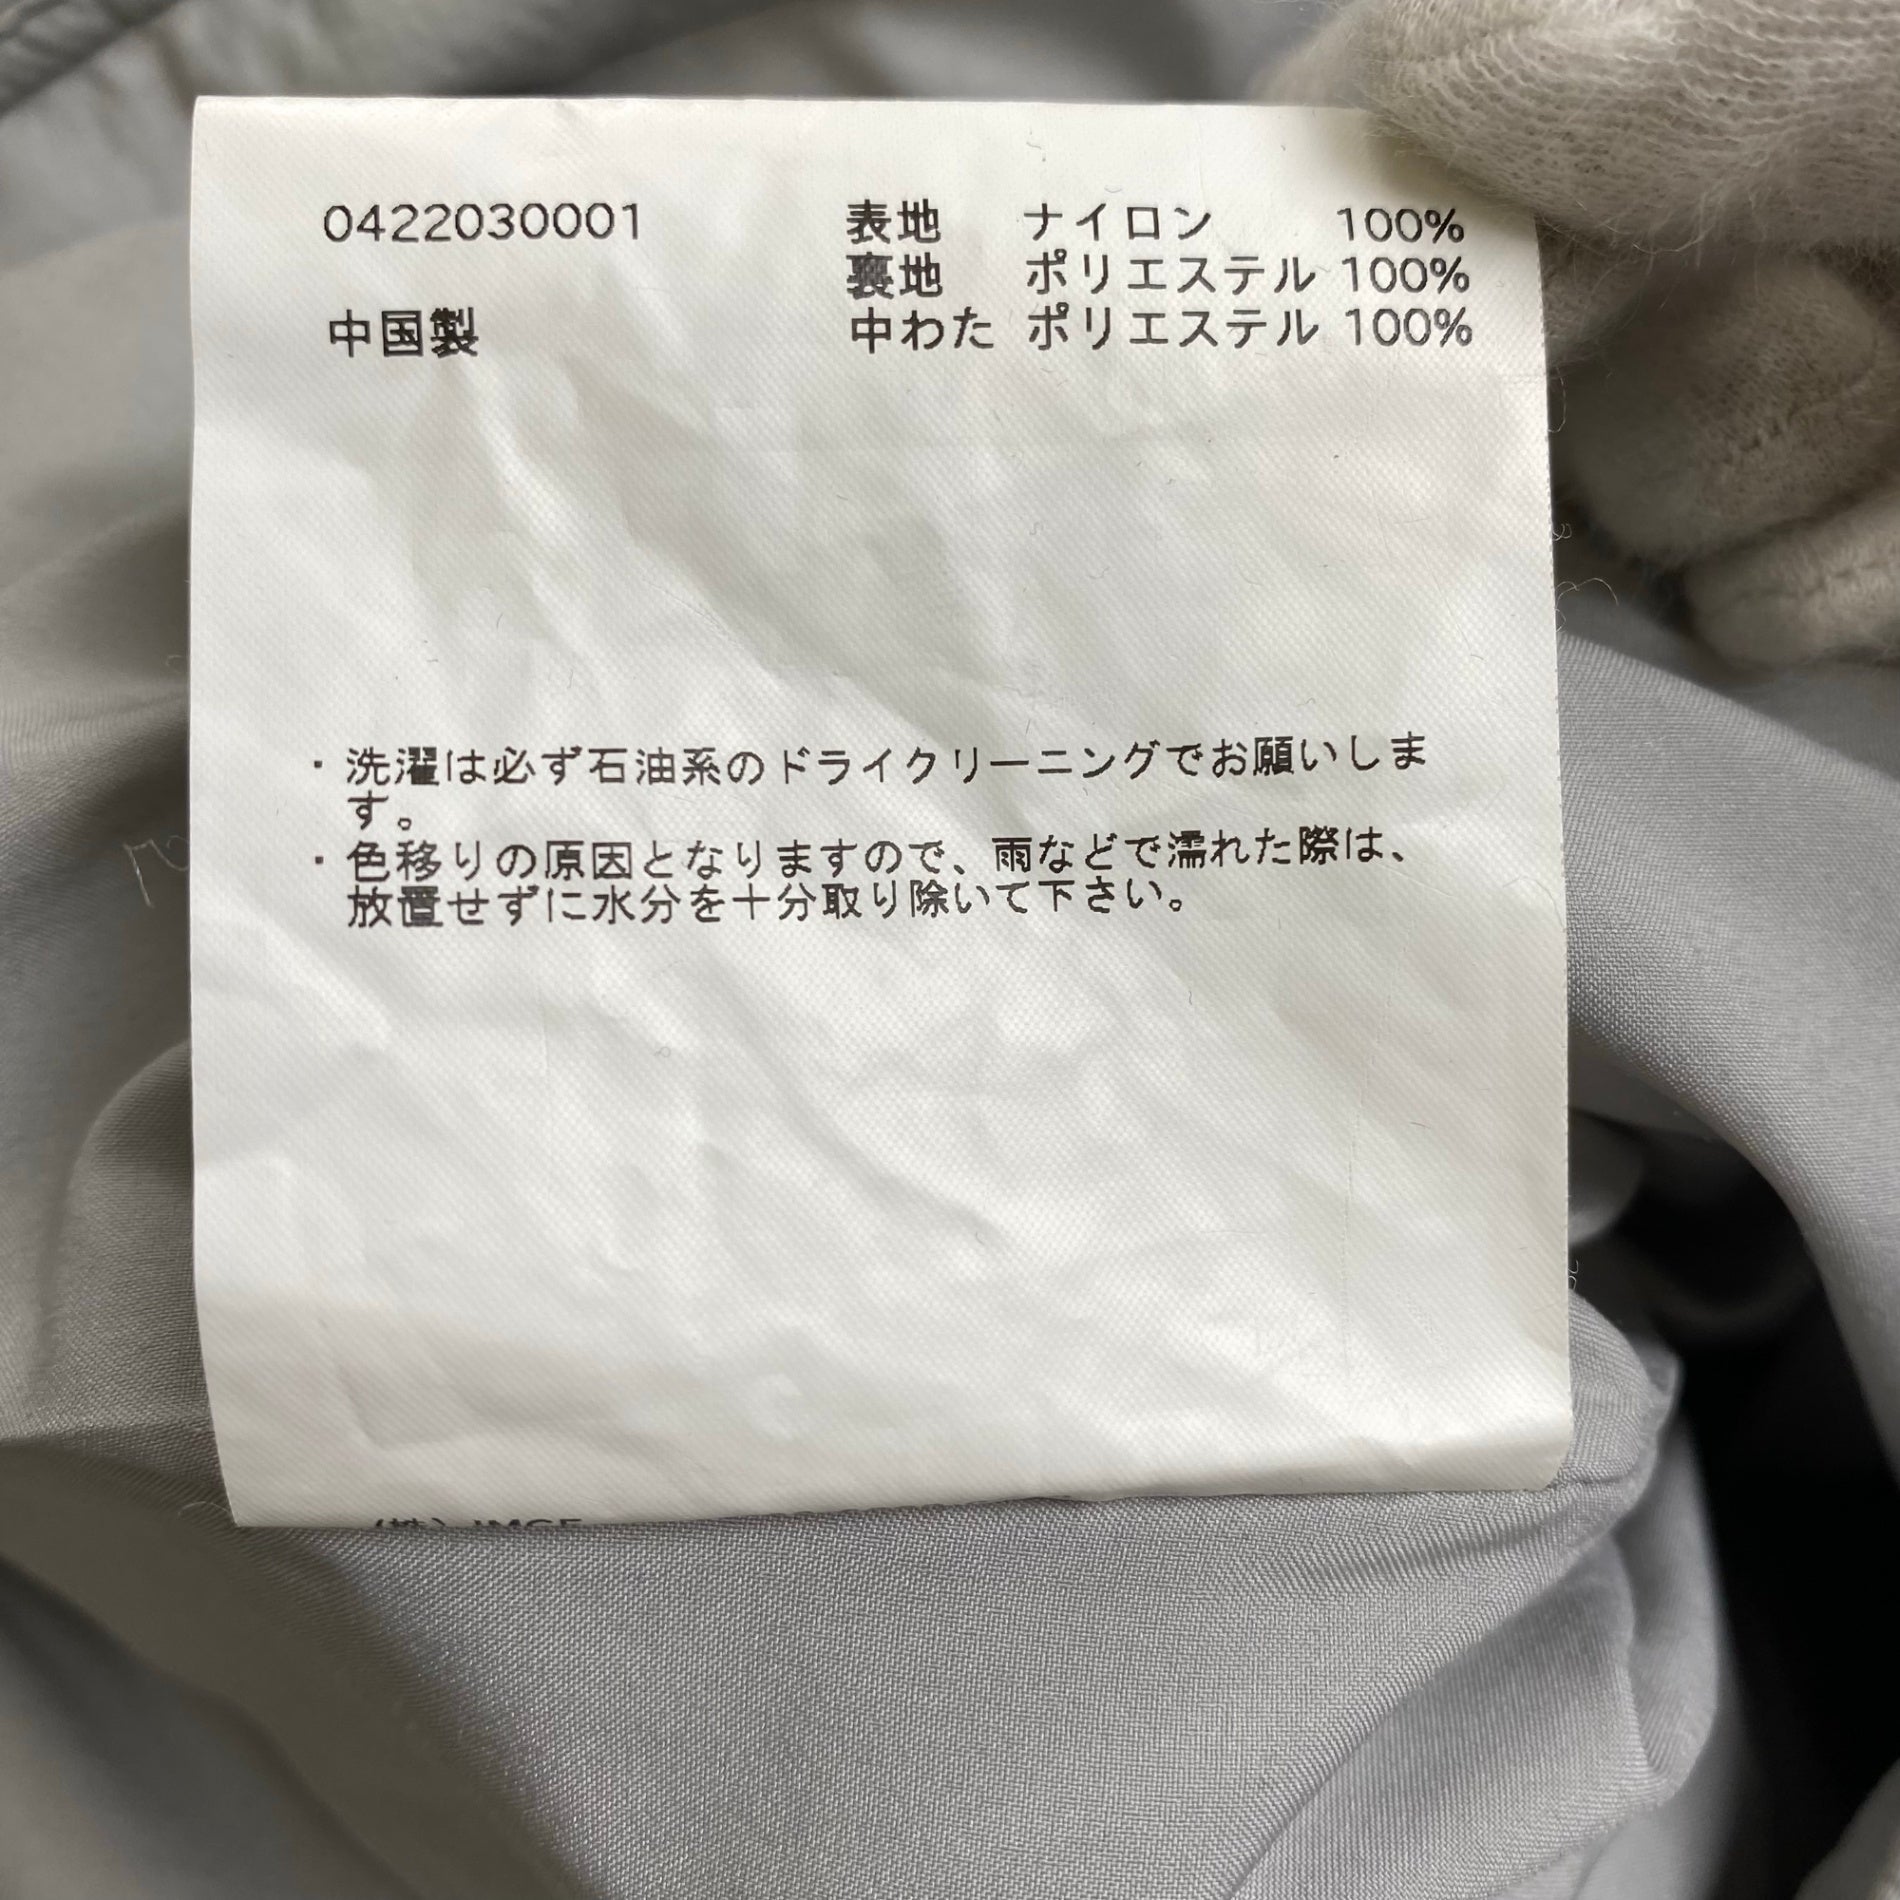 0422030001
表地 ナイロン 100%
裏地 ポリエステル 100%
中国製
中わた ポリエステル 100%
・洗濯は必ず石油系のドライクリーニングでお願いしま
す。
・色移りの原因となりますので、雨などで濡れた際は、
放置せずに水分を十分取り除いて下さい。